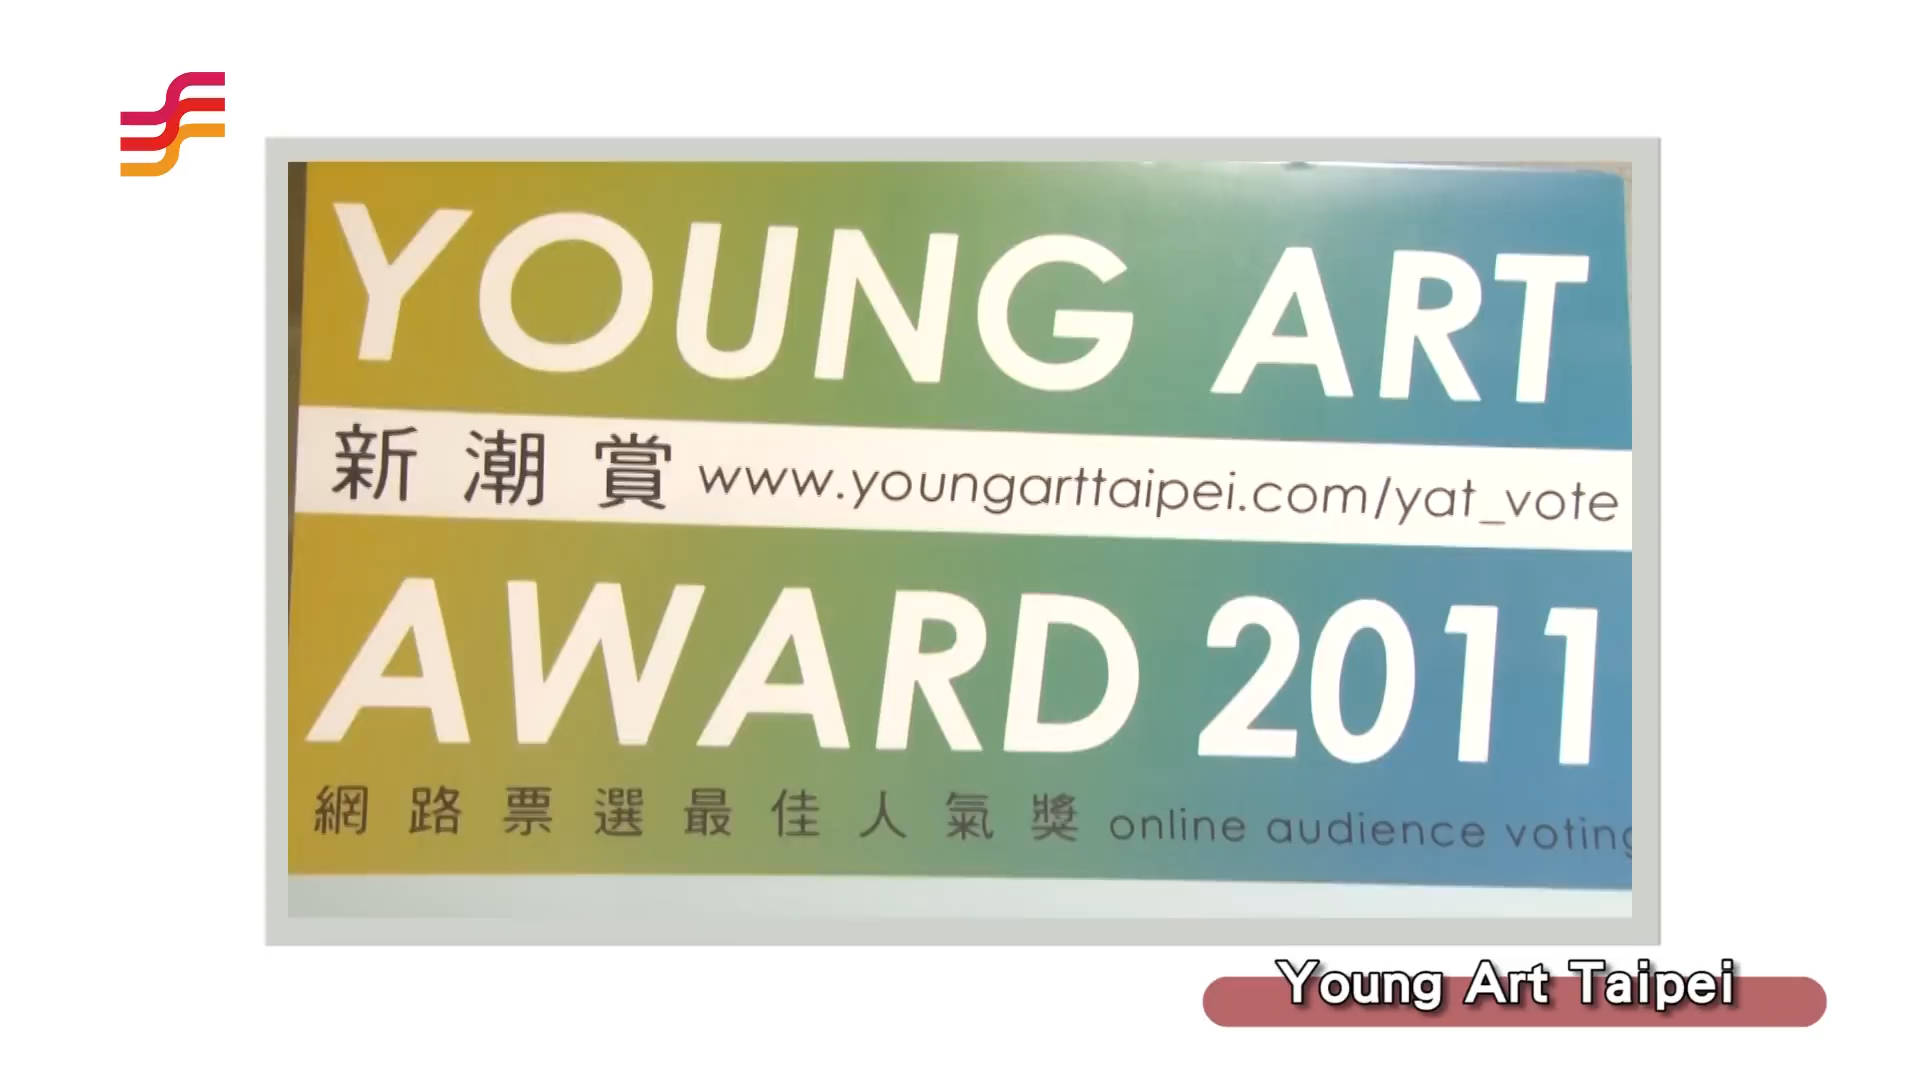 YOUNG ART
新潮賞 www.youngarttaipei.com/yat_vote
AWARD 2011
網路票選最佳人氣獎 online audience voting
Young Art Taipei